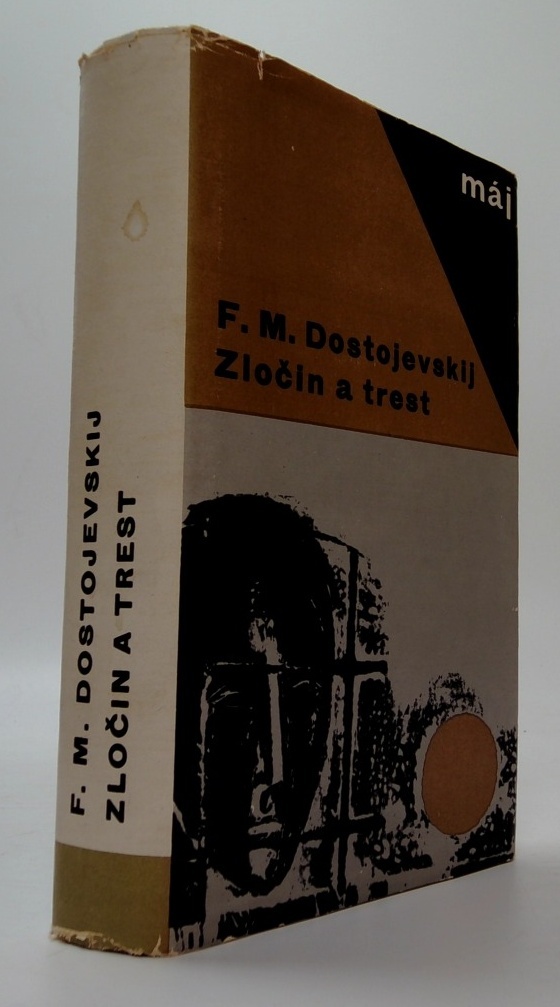 máj
F. M. Dostojevskij
Zločin a trest
F. M. DOSTOJEVSKIJ
ZLOČIN A TREST